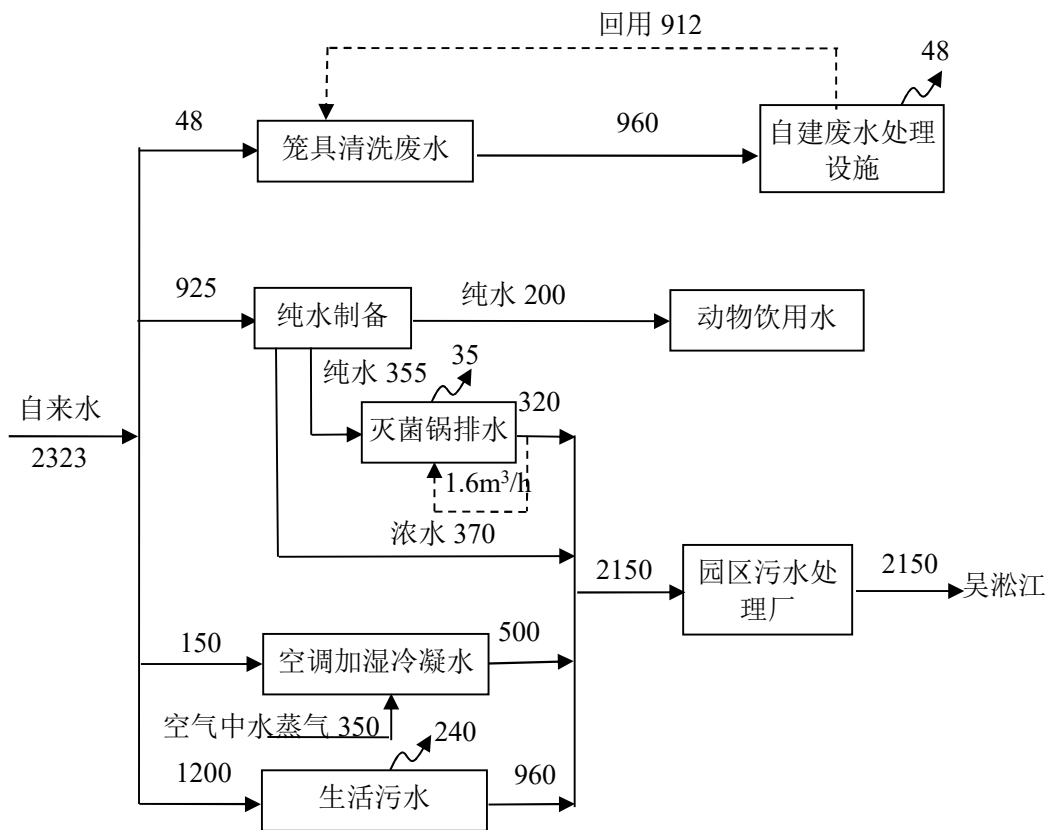 回用 912
48
48
笼具清洗废水
960
自建废水处理
设施
925
纯水制备
纯水 200
动物饮用水
纯水 355
35
自来水
2323
灭菌锅排水
320
1.6m³/h
浓水 370
2150
园区污水处
理厂
2150
吴淞江
150
空调加湿冷凝水
500
空气中水蒸气 350
240
1200
生活污水
960